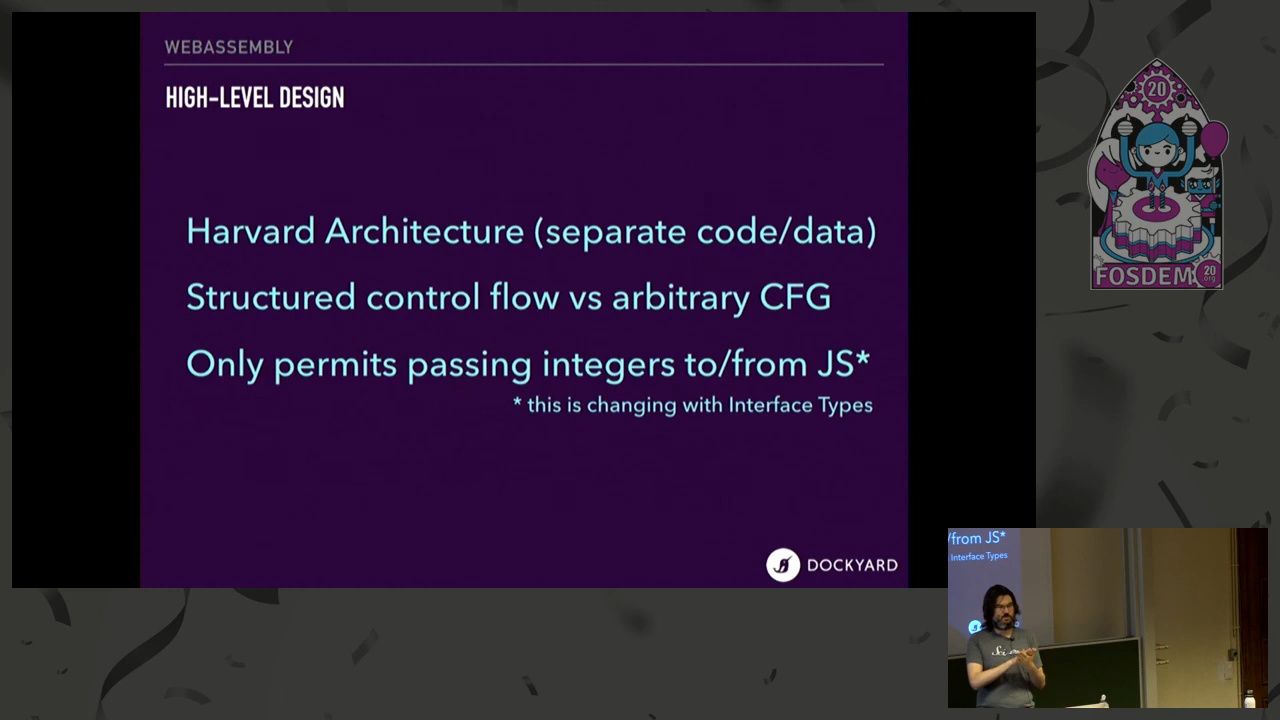 WEBASSEMBLY
HIGH-LEVEL DESIGN
Harvard Architecture (separate code/data)
Structured control flow vs arbitrary CFG
Only permits passing integers to/from JS*
* this is changing with Interface Types
DOCKYARD
20
FOSDEM
20
.org
/from JS*
Interface Types